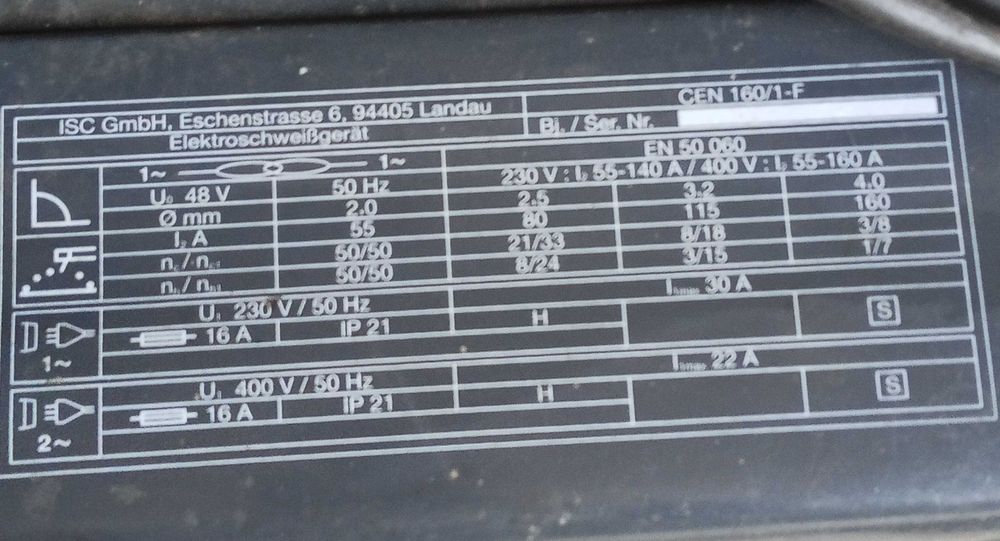 ISC GmbH, Eschenstrasse 6, 94405 Landau
Elektroschweißgerät
CEN 160/1-F
Bj. / Ser. Nr.
1~ 1~
EN 50 060
U₀ 48 V 50 Hz 230 V : I₂ 55-140 A / 400 V : I₂ 55-160 A
Ø mm 2.0 2.5 3.2 4.0
I₂ A 55 80 115 160
50/50 21/33 8/18 3/8
50/50 8/24 3/15 1/7
U₁ 230 V / 50 Hz I₁max 30 A
1~ 16 A IP 21 H S
U₁ 400 V / 50 Hz I₁max 22 A
2~ 16 A IP 21 H S